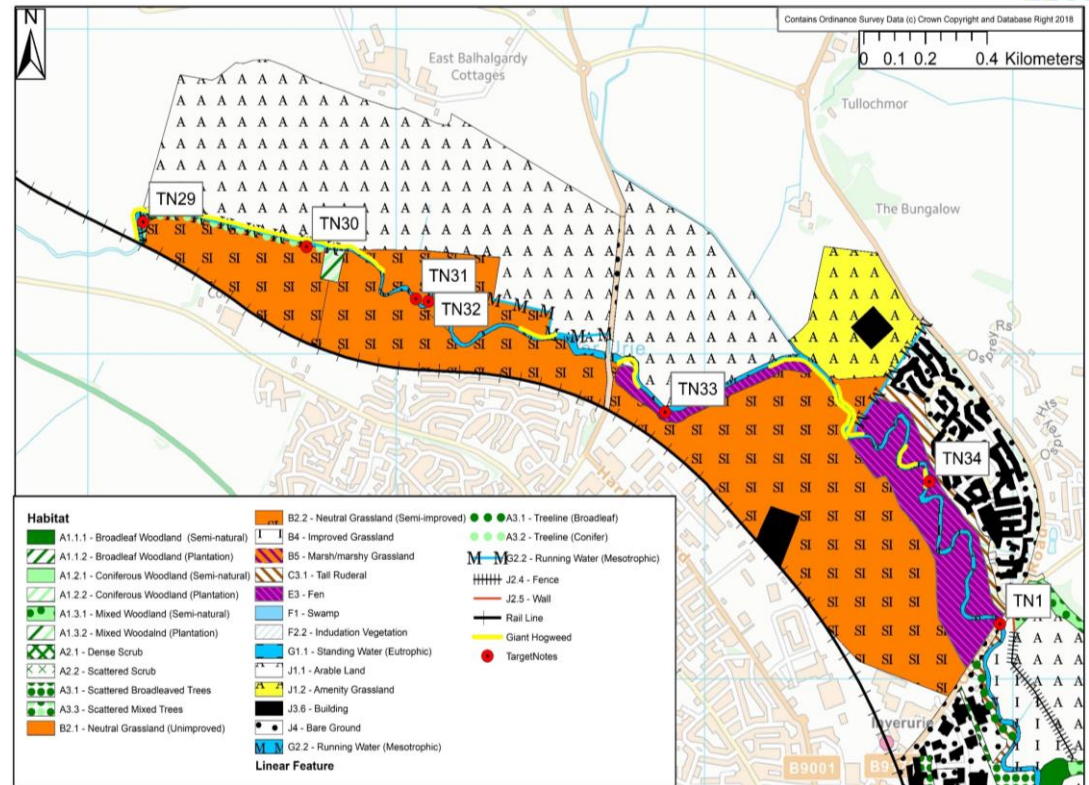 Contains Ordinance Survey Data (c) Crown Copyright and Database Right 2018
N
0 0.1 0.2 0.4 Kilometers
East Balhalgardy
Cottages
Tullochmor
The Bungalow
TN29
TN30
TN31
TN32
TN33
TN34
TN1
Urie
Osprey Rs
Inverurie
B9001
Habitat
A1.1.1 - Broadleaf Woodland (Semi-natural)
A1.1.2 - Broadleaf Woodland (Plantation)
A1.2.1 - Coniferous Woodland (Semi-natural)
A1.2.2 - Coniferous Woodland (Plantation)
A1.3.1 - Mixed Woodland (Semi-natural)
A1.3.2 - Mixed Woodalnd (Plantation)
A2.1 - Dense Scrub
A2.2 - Scattered Scrub
A3.1 - Scattered Broadleaved Trees
A3.3 - Scattered Mixed Trees
B2.1 - Neutral Grassland (Unimproved)
B2.2 - Neutral Grassland (Semi-improved)
B4 - Improved Grassland
B5 - Marsh/marshy Grassland
C3.1 - Tall Ruderal
E3 - Fen
F1 - Swamp
F2.2 - Indudation Vegetation
G1.1 - Standing Water (Eutrophic)
J1.1 - Arable Land
J1.2 - Amenity Grassland
J3.6 - Building
J4 - Bare Ground
G2.2 - Running Water (Mesotrophic)
Linear Feature
A3.1 - Treeline (Broadleaf)
A3.2 - Treeline (Conifer)
G2.2 - Running Water (Mesotrophic)
J2.4 - Fence
J2.5 - Wall
Rail Line
Giant Hogweed
TargetNotes